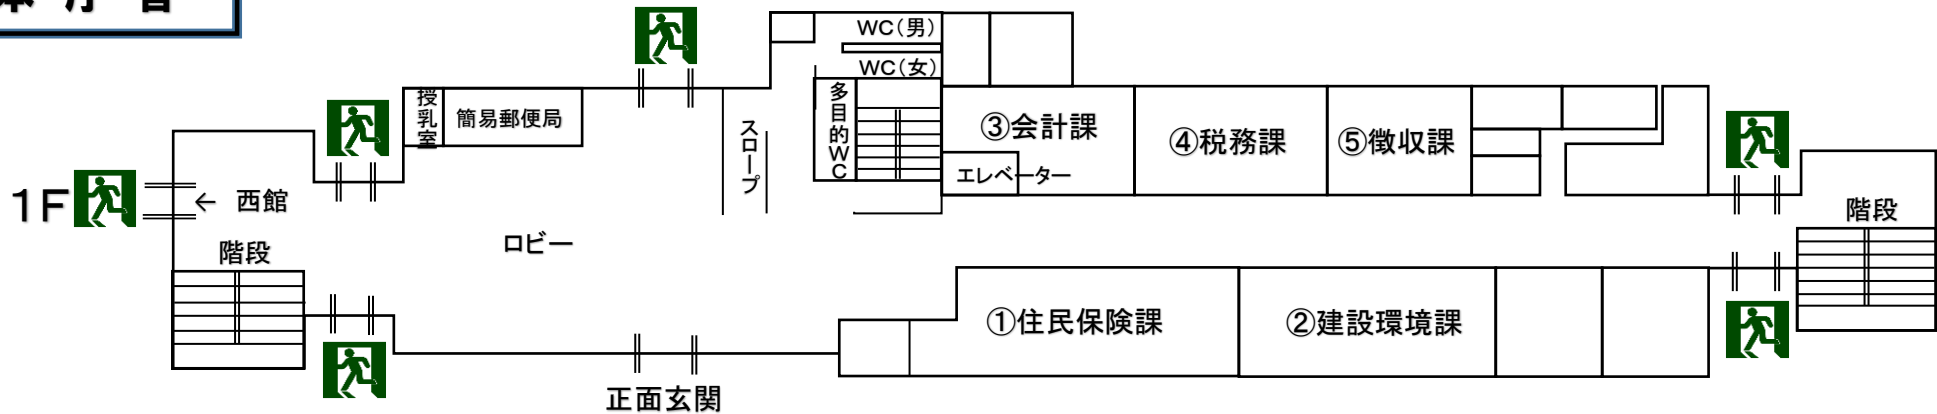 本庁舎
WC(男)
WC(女)
授乳室
簡易郵便局
スロープ
多目的WC
③会計課
④税務課
⑤徴収課
エレベーター
1F
← 西館
階段
ロビー
階段
①住民保険課
②建設環境課
正面玄関